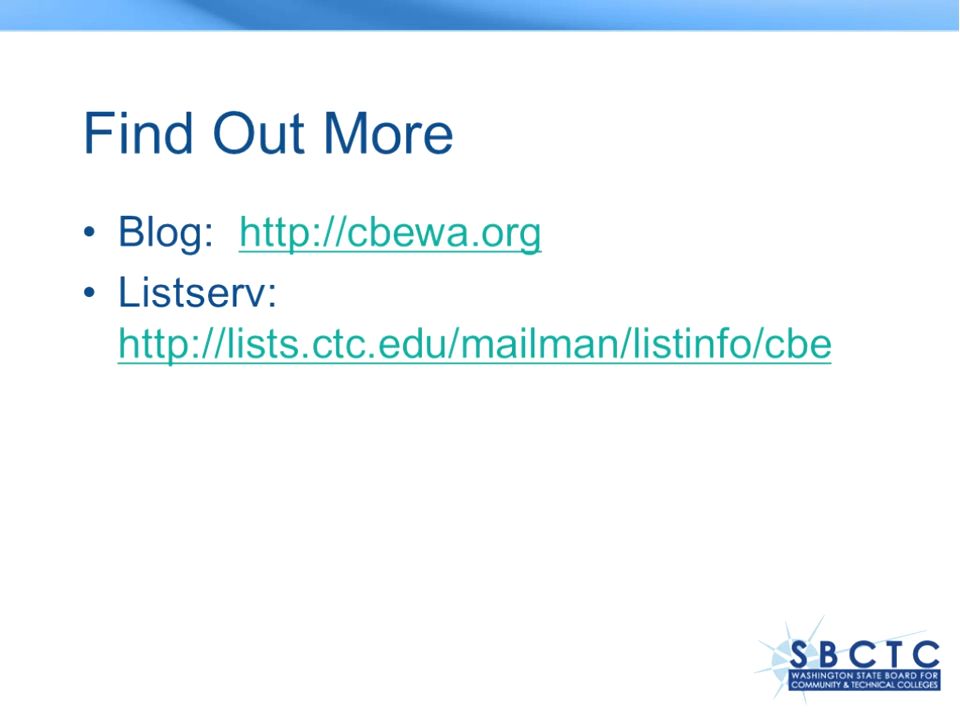 Find Out More
• Blog: http://cbewa.org
• Listserv:
http://lists.ctc.edu/mailman/listinfo/cbe
SBCTC
WASHINGTON STATE BOARD FOR
COMMUNITY & TECHNICAL COLLEGES